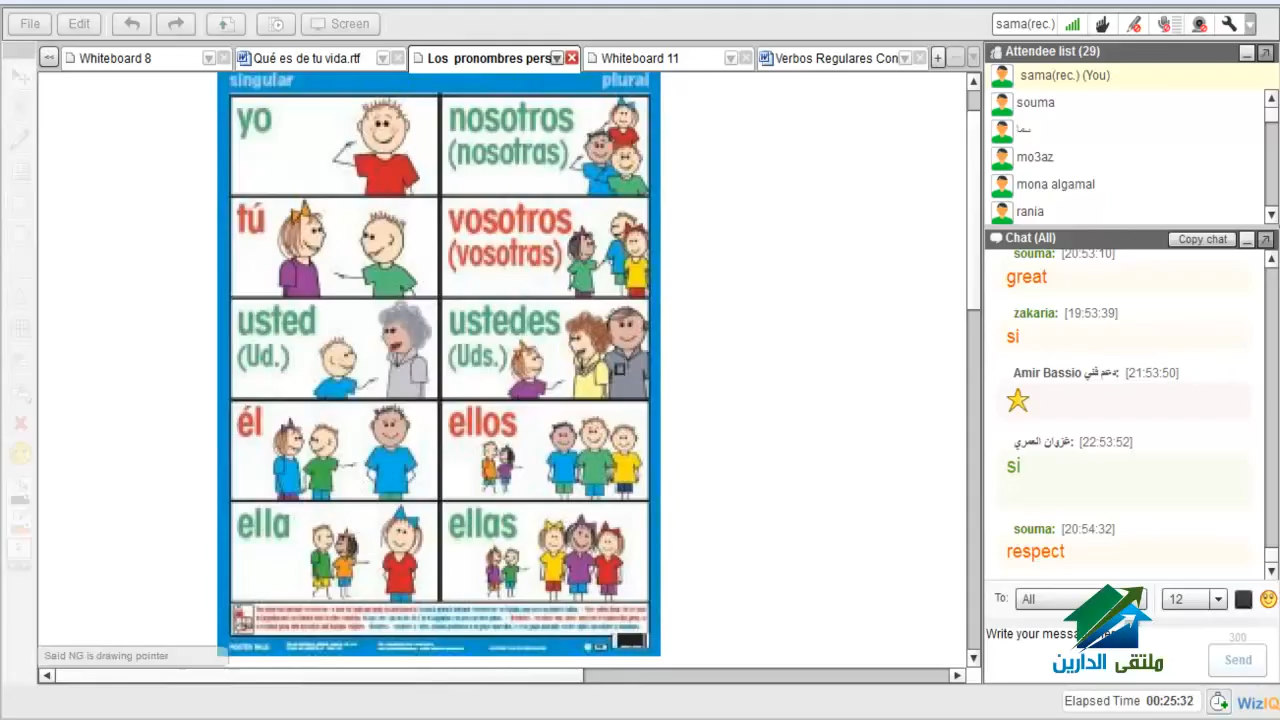 File
Edit
Screen
sama(rec.)
Whiteboard 8
Qué es de tu vida.rtf
Los pronombres pers
Whiteboard 11
Verbos Regulares Con
Attendee list (29)
sama(rec.) (You)
souma
سما
mo3az
mona algamal
rania
Chat (All)
Copy chat
souma: [20:53:10]
great
zakaria: [19:53:39]
si
Amir Bassio دعم فني: [21:53:50]
غزوان العمري: [22:53:52]
si
souma: [20:54:32]
respect
To: All
12
Write your messa
300
Send
ملتقى الدارين
singular
plural
yo
nosotros
(nosotras)
tú
vosotros
(vosotras)
usted
(Ud.)
ustedes
(Uds.)
él
ellos
ella
ellas
Said NG is drawing pointer
Elapsed Time 00:25:32
WizIQ